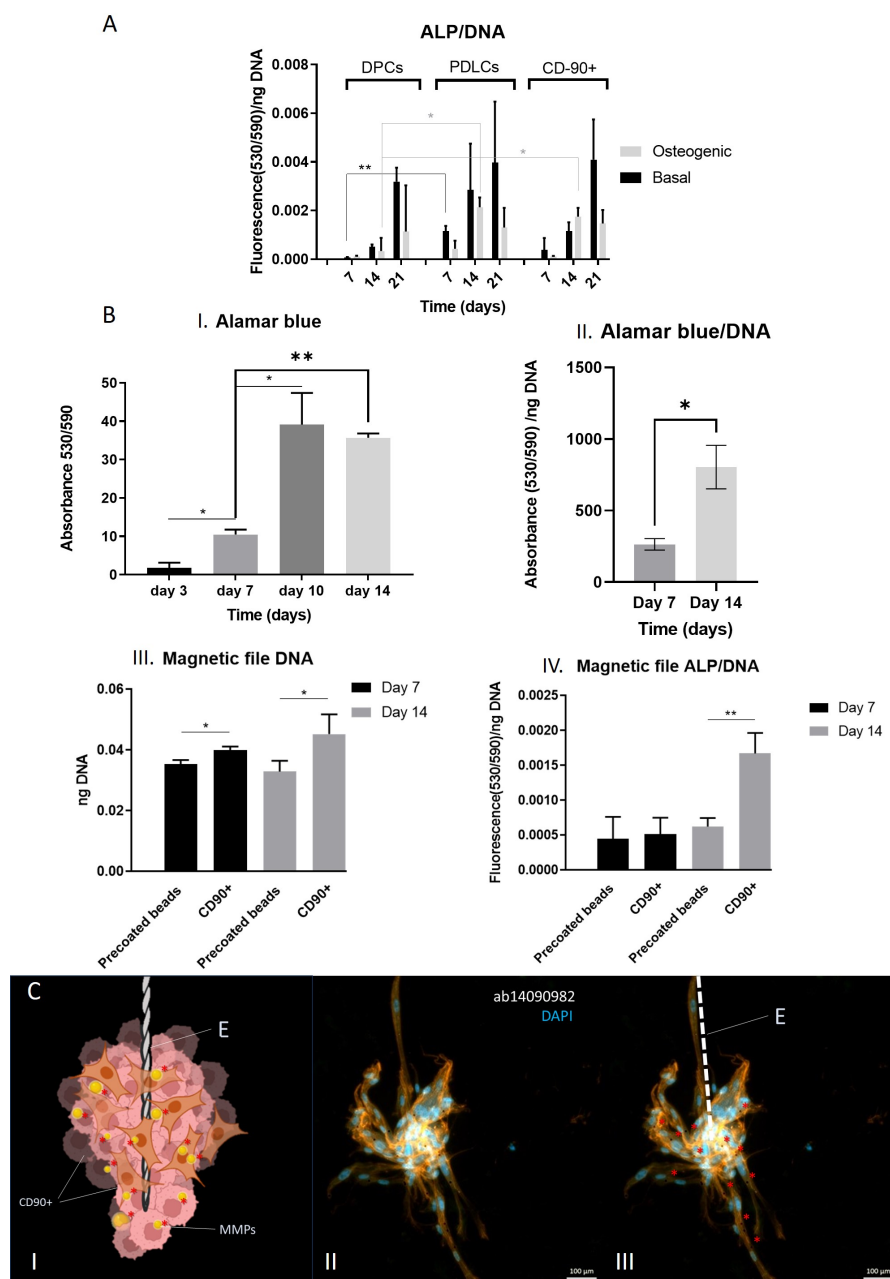 A
ALP/DNA
DPCs PDLCs CD-90+
Fluorescence(530/590)/ng DNA
0.008
0.006
0.004
0.002
0.000
*
*
**
Osteogenic
Basal
7 14 21 7 14 21 7 14 21
Time (days)
B
I. Alamar blue
Absorbance 530/590
50
40
30
20
10
0
**
*
*
day 3 day 7 day 10 day 14
Time (days)
II. Alamar blue/DNA
Absorbance (530/590) /ng DNA
1500
1000
500
0
*
Day 7 Day 14
Time (days)
III. Magnetic file DNA
ng DNA
0.06
0.04
0.02
0.00
*
*
Day 7
Day 14
Precoated beads CD90+ Precoated beads CD90+
IV. Magnetic file ALP/DNA
Fluorescence(530/590)/ng DNA
0.0025
0.0020
0.0015
0.0010
0.0005
0.0000
**
Day 7
Day 14
Precoated beads CD90+ Precoated beads CD90+
C
E
CD90+
MMPs
I
ab14090982
DAPI
II
100 µm
E
III
100 µm